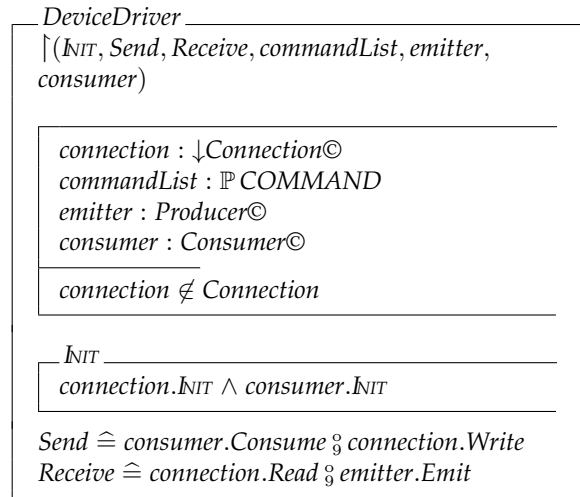 DeviceDriver
↾(INIT, Send, Receive, commandList, emitter,
consumer)
connection : ↓Connection©
commandList : ℙ COMMAND
emitter : Producer©
consumer : Consumer©
connection ∉ Connection
INIT
connection.INIT ∧ consumer.INIT
Send ≙ consumer.Consume ⨟ connection.Write
Receive ≙ connection.Read ⨟ emitter.Emit